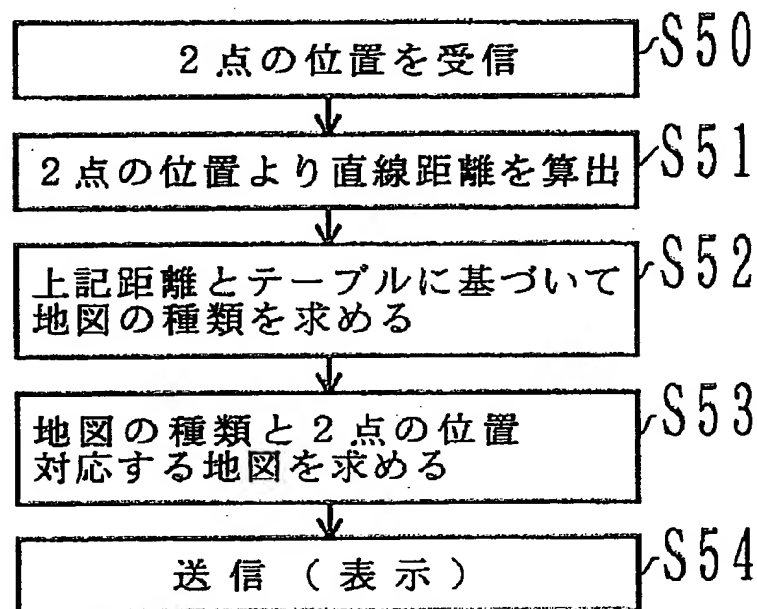 2点の位置を受信
S50
2点の位置より直線距離を算出
S51
上記距離とテーブルに基づいて
地図の種類を求める
S52
地図の種類と2点の位置
対応する地図を求める
S53
送信(表示)
S54